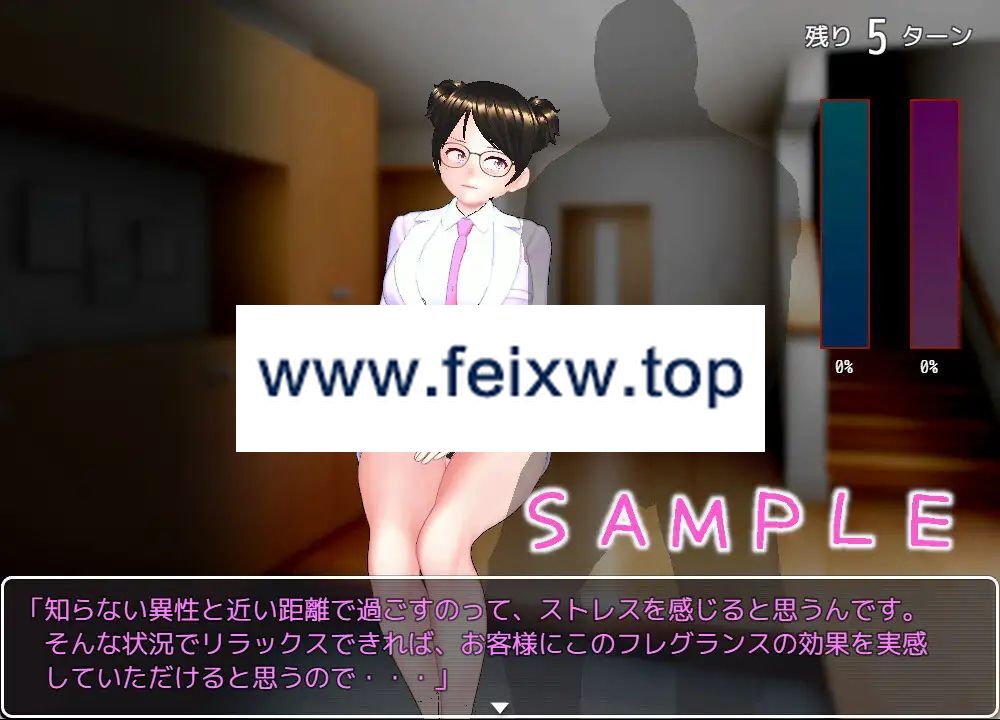 残り 5 ターン
0% 0%
www.feixw.top
SAMPLE
「知らない異性と近い距離で過ごすのって、ストレスを感じると思うんです。
そんな状況でリラックスできれば、お客様にこのフレグランスの効果を実感
していただけると思うので・・・」